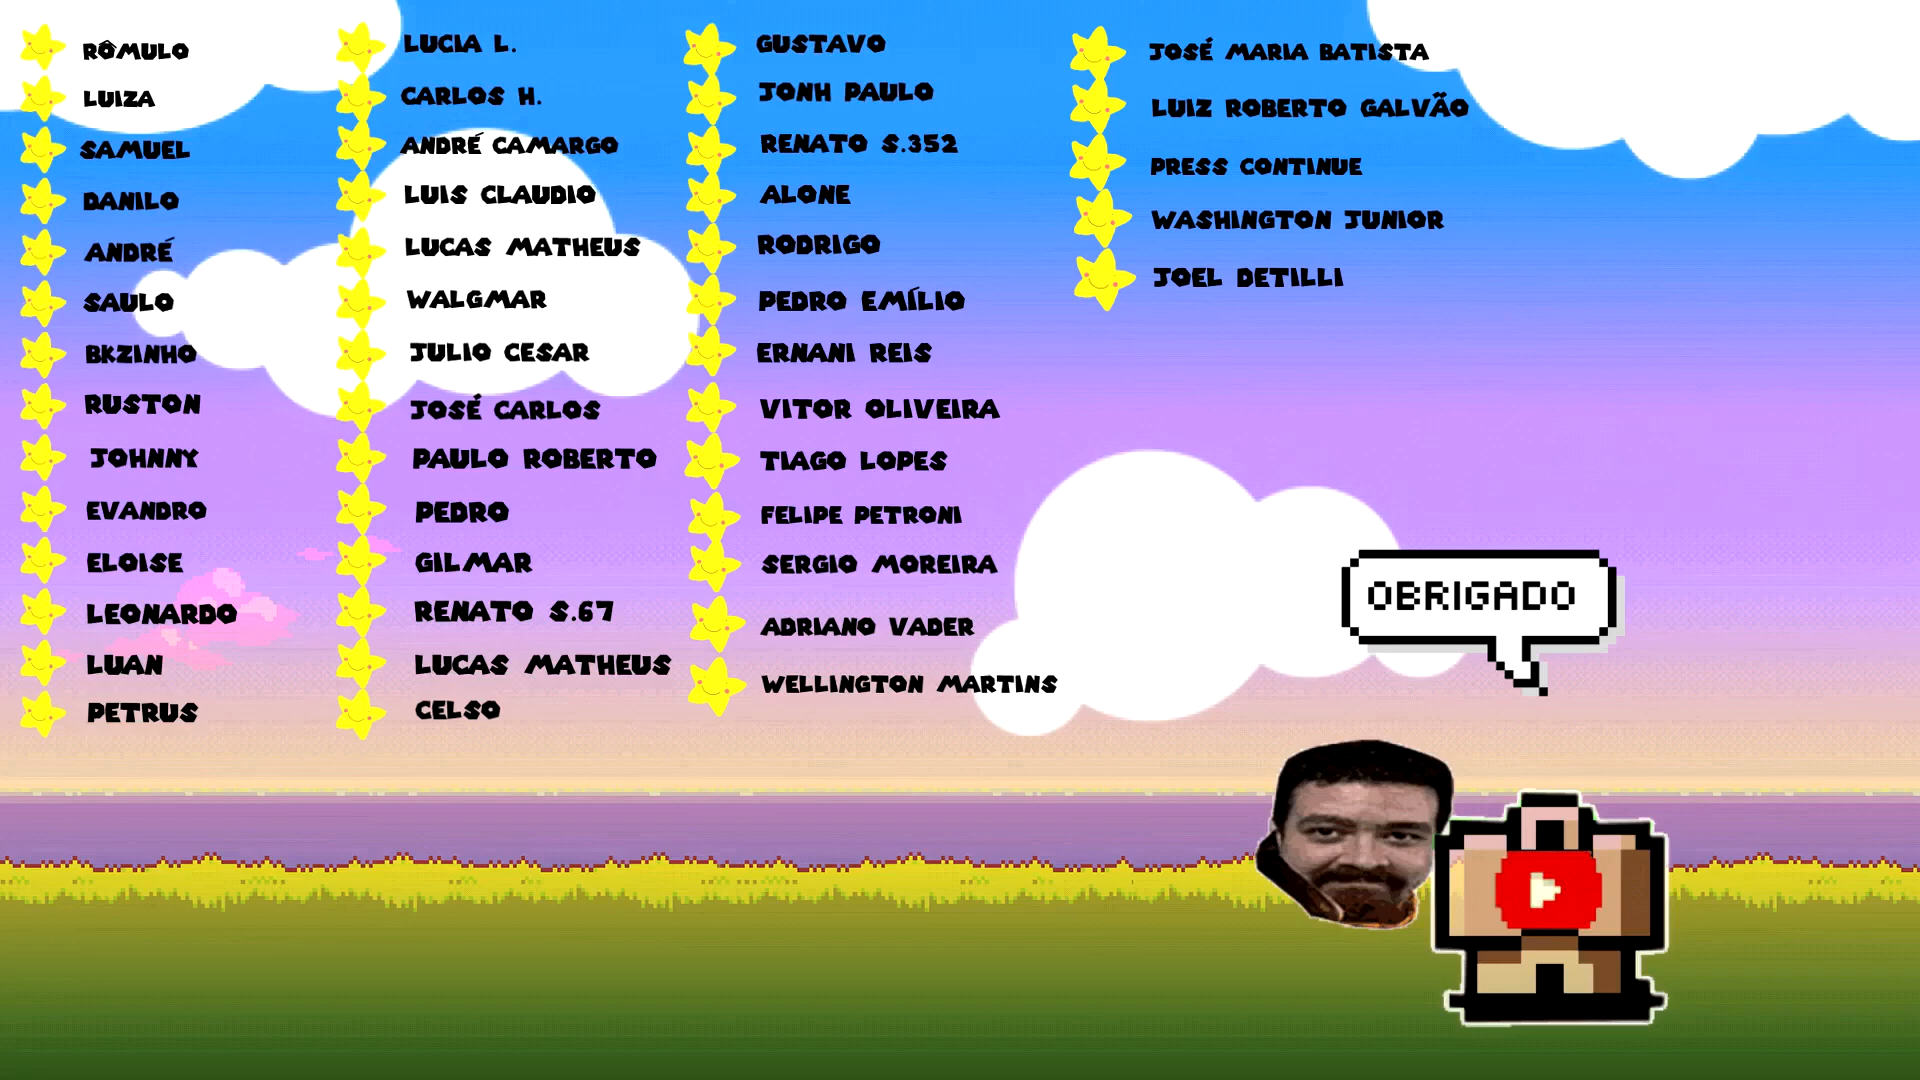 RÔMULO
LUIZA
SAMUEL
DANILO
ANDRÉ
SAULO
BKZINHO
RUSTON
JOHNNY
EVANDRO
ELOISE
LEONARDO
LUAN
PETRUS
LUCIA L.
CARLOS H.
ANDRÉ CAMARGO
LUIS CLAUDIO
LUCAS MATHEUS
WALGMAR
JULIO CESAR
JOSÉ CARLOS
PAULO ROBERTO
PEDRO
GILMAR
RENATO S.67
LUCAS MATHEUS
CELSO
GUSTAVO
JONH PAULO
RENATO S.352
ALONE
RODRIGO
PEDRO EMÍLIO
ERNANI REIS
VITOR OLIVEIRA
TIAGO LOPES
FELIPE PETRONI
SERGIO MOREIRA
ADRIANO VADER
WELLINGTON MARTINS
JOSÉ MARIA BATISTA
LUIZ ROBERTO GALVÃO
PRESS CONTINUE
WASHINGTON JUNIOR
JOEL DETILLI
OBRIGADO